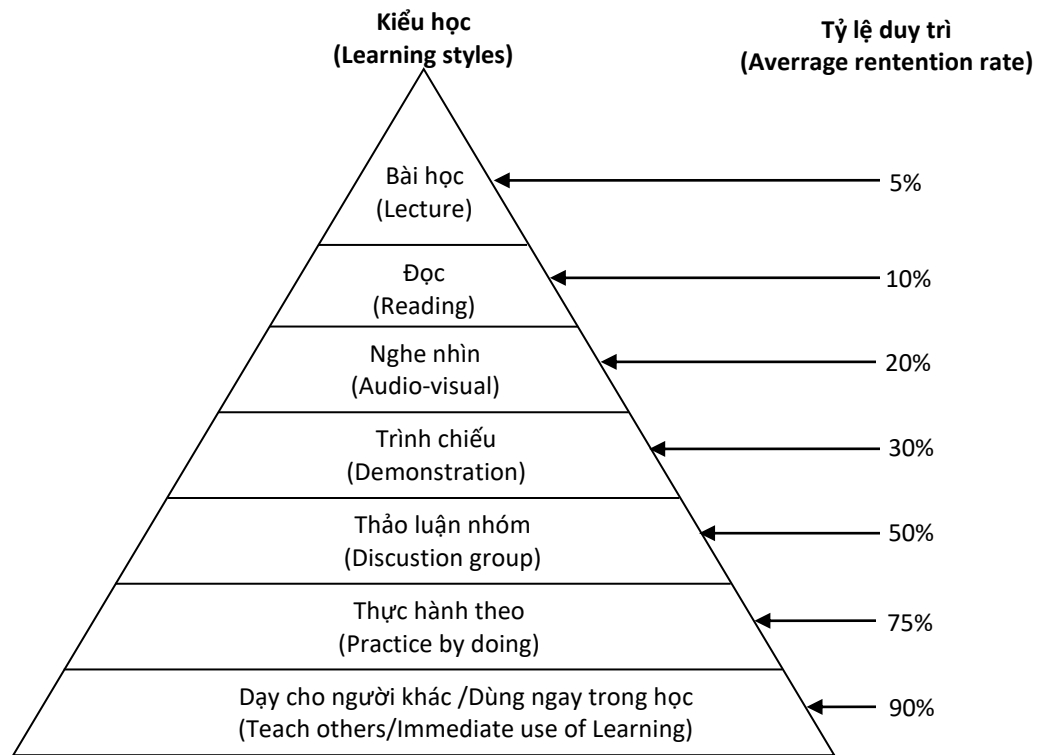 Kiểu học
(Learning styles)
Tỷ lệ duy trì
(Averrage rentention rate)
Bài học
(Lecture)
5%
Đọc
(Reading)
10%
Nghe nhìn
(Audio-visual)
20%
Trình chiếu
(Demonstration)
30%
Thảo luận nhóm
(Discustion group)
50%
Thực hành theo
(Practice by doing)
75%
Dạy cho người khác /Dùng ngay trong học
(Teach others/Immediate use of Learning)
90%